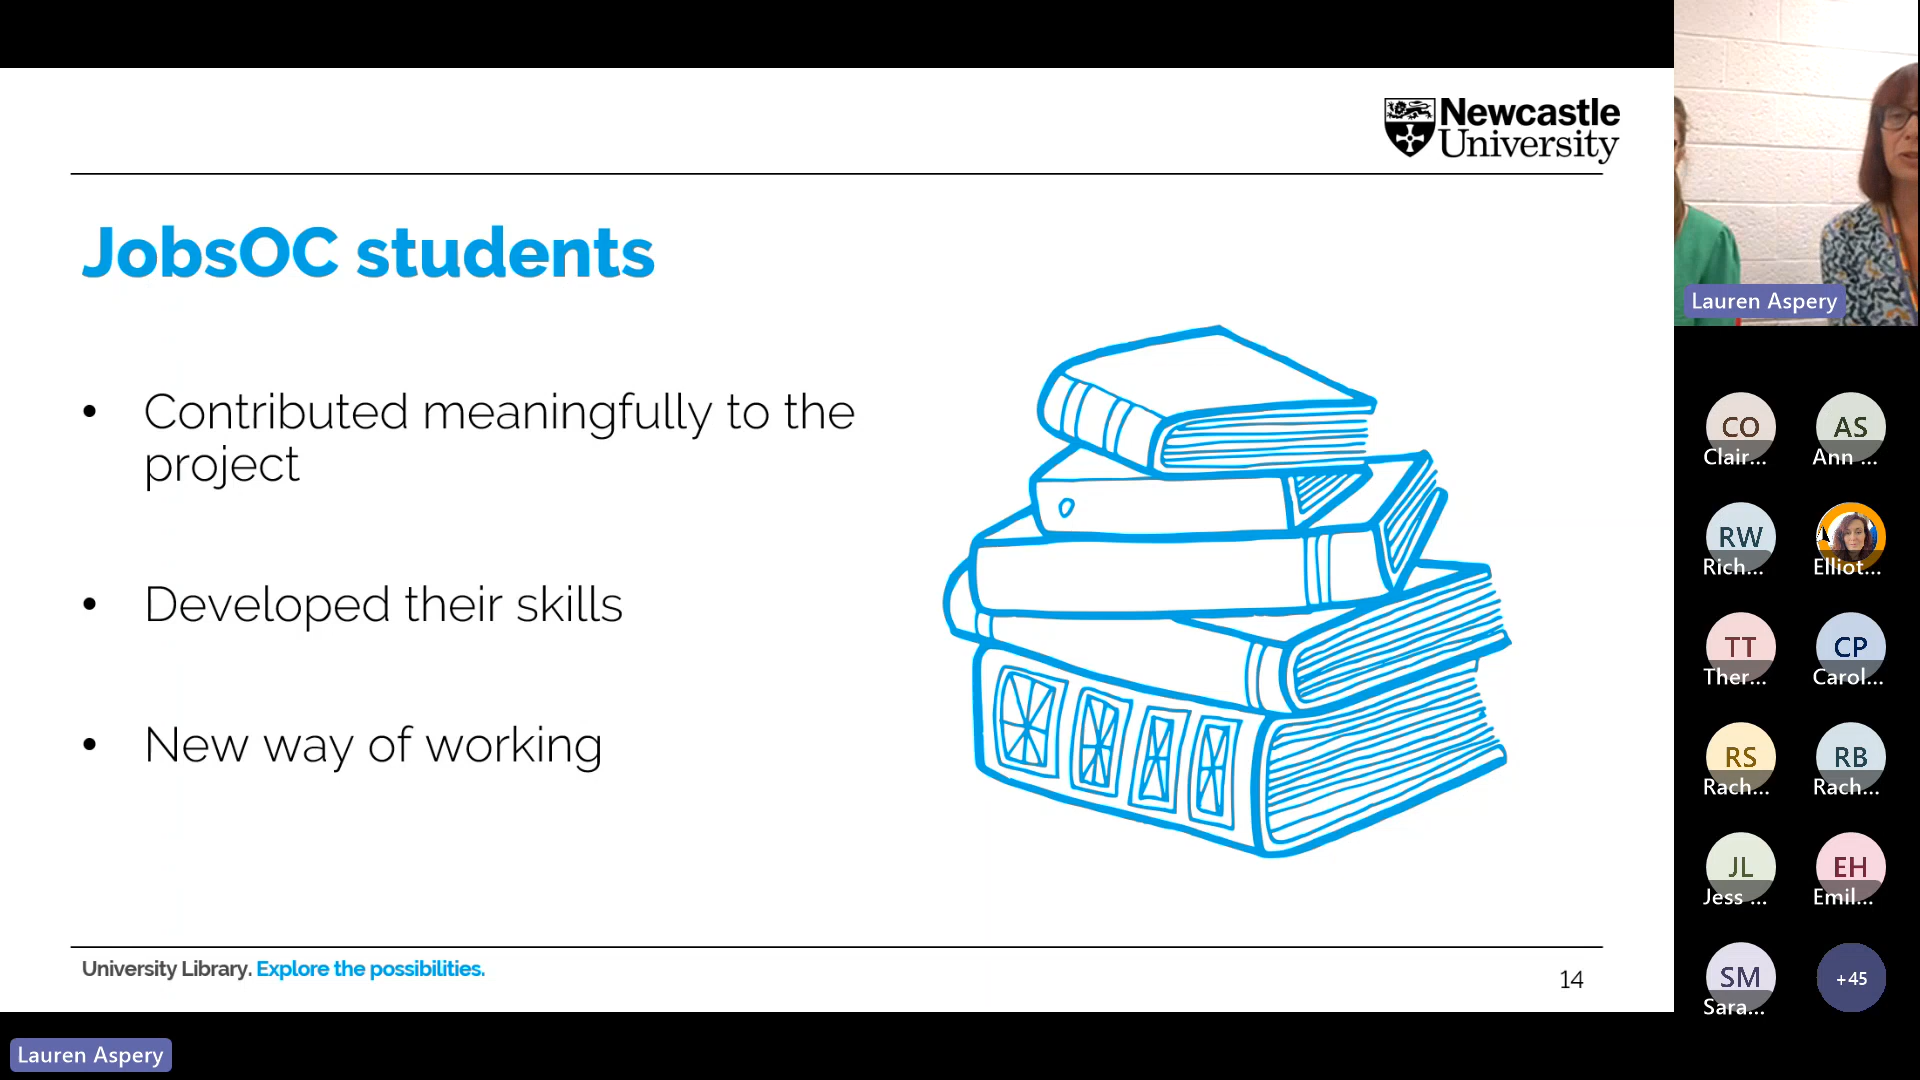 Newcastle
University
JobsOC students
• Contributed meaningfully to the
project
• Developed their skills
• New way of working
University Library. Explore the possibilities.
14
Lauren Aspery
Lauren Aspery
CO
AS
Clair...
Ann ...
RW
Rich...
Elliot...
TT
CP
Ther...
Carol...
RS
RB
Rach...
Rach...
JL
EH
Jess ...
Emil...
SM
+45
Sara...